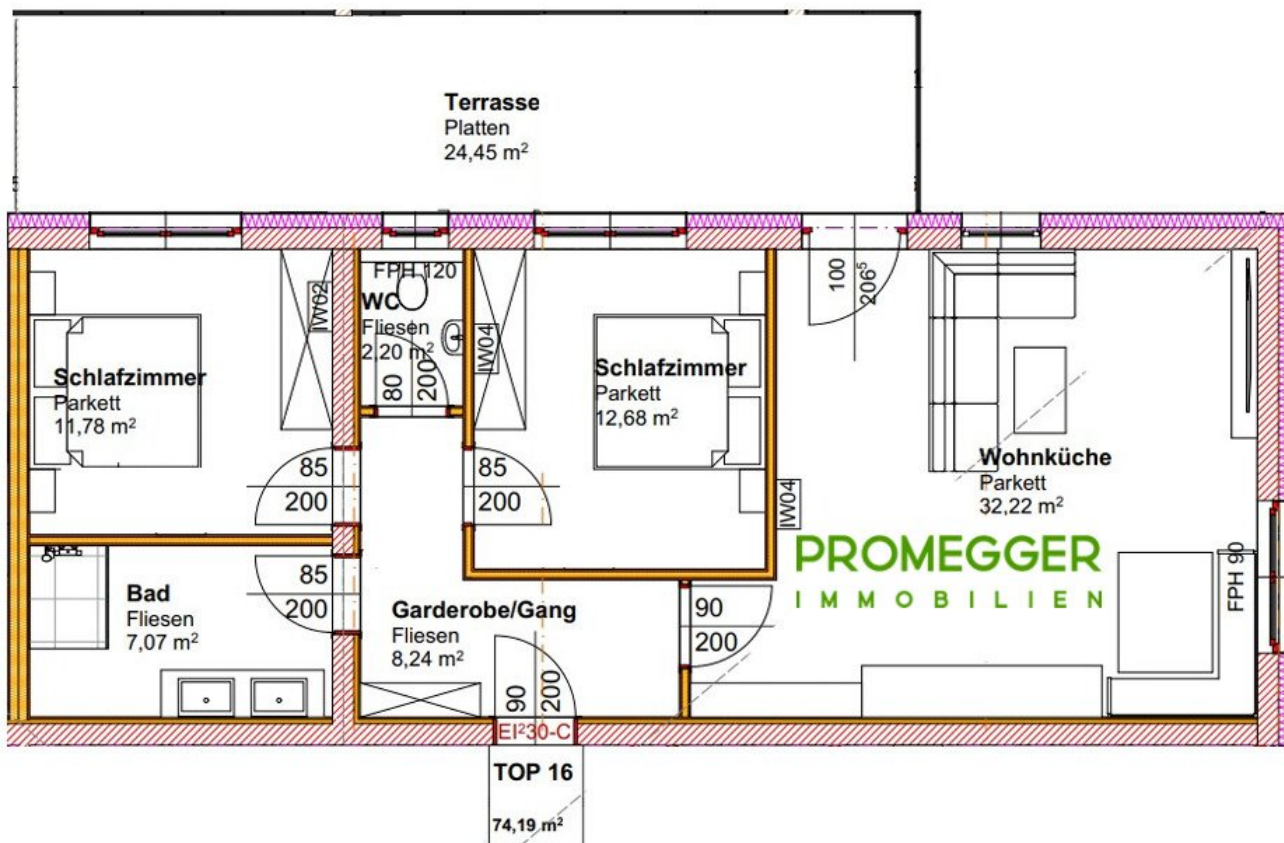 Terrasse
Platten
24,45 m²
FPH 120
WC
Fliesen
2,20 m²
80
200
IW02
IW04
Schlafzimmer
Parkett
11,78 m²
Schlafzimmer
Parkett
12,68 m²
100
206⁵
Wohnküche
Parkett
32,22 m²
85
200
85
200
IW04
PROMEGGER
IMMOBILIEN
FPH 90
Bad
Fliesen
7,07 m²
85
200
Garderobe/Gang
Fliesen
8,24 m²
90
200
90
200
EI²30-C
TOP 16
74,19 m²